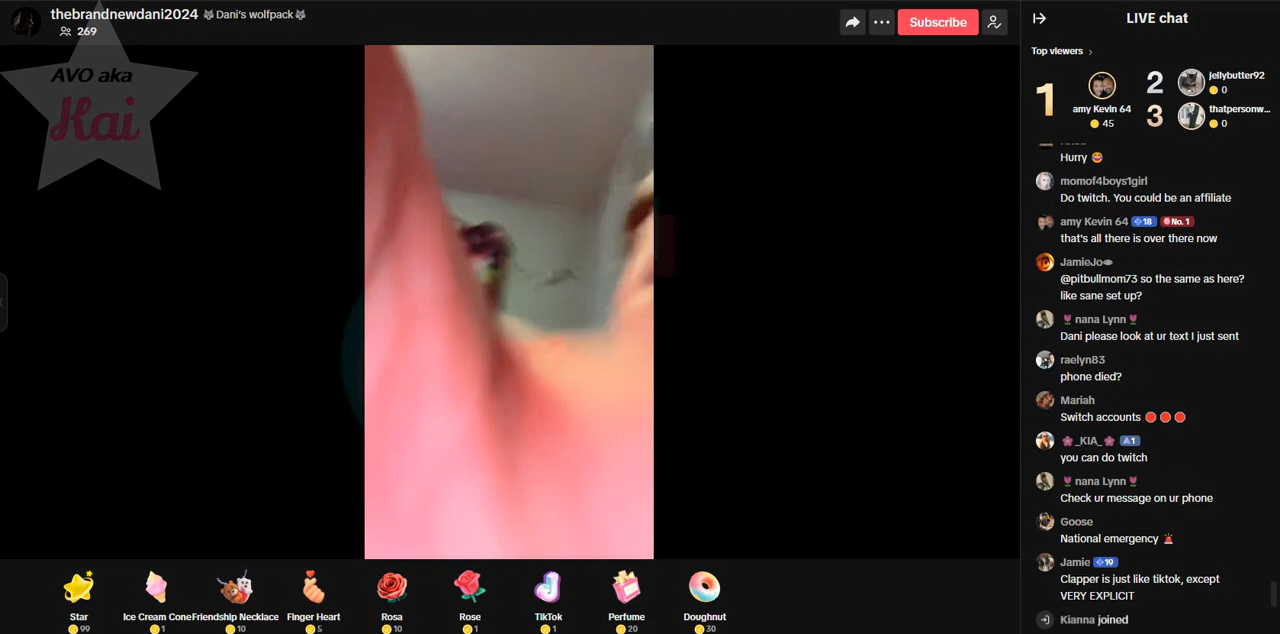 thebrandnewdani2024 🐺Dani's wolfpack🐺
269
Subscribe
AVO aka
Kai
LIVE chat
Top viewers
1
amy Kevin 64
45
2
jellybutter92
0
3
thatpersonw...
0
Hurry 😍
momof4boys1girl
Do twitch. You could be an affiliate
amy Kevin 64 18 No. 1
that's all there is over there now
JamieJo👄
@pitbullmom73 so the same as here?
like sane set up?
🌷nana Lynn🌷
Dani please look at ur text I just sent
raelyn83
phone died?
Mariah
Switch accounts 🛑 🛑 🛑
🌸_KIA_🌸 1
you can do twitch
🌷nana Lynn🌷
Check ur message on ur phone
Goose
National emergency 🚨
Jamie 19
Clapper is just like tiktok, except
VERY EXPLICIT
Kianna joined
Star
99
Ice Cream Cone
1
Friendship Necklace
10
Finger Heart
5
Rosa
10
Rose
1
TikTok
1
Perfume
20
Doughnut
30